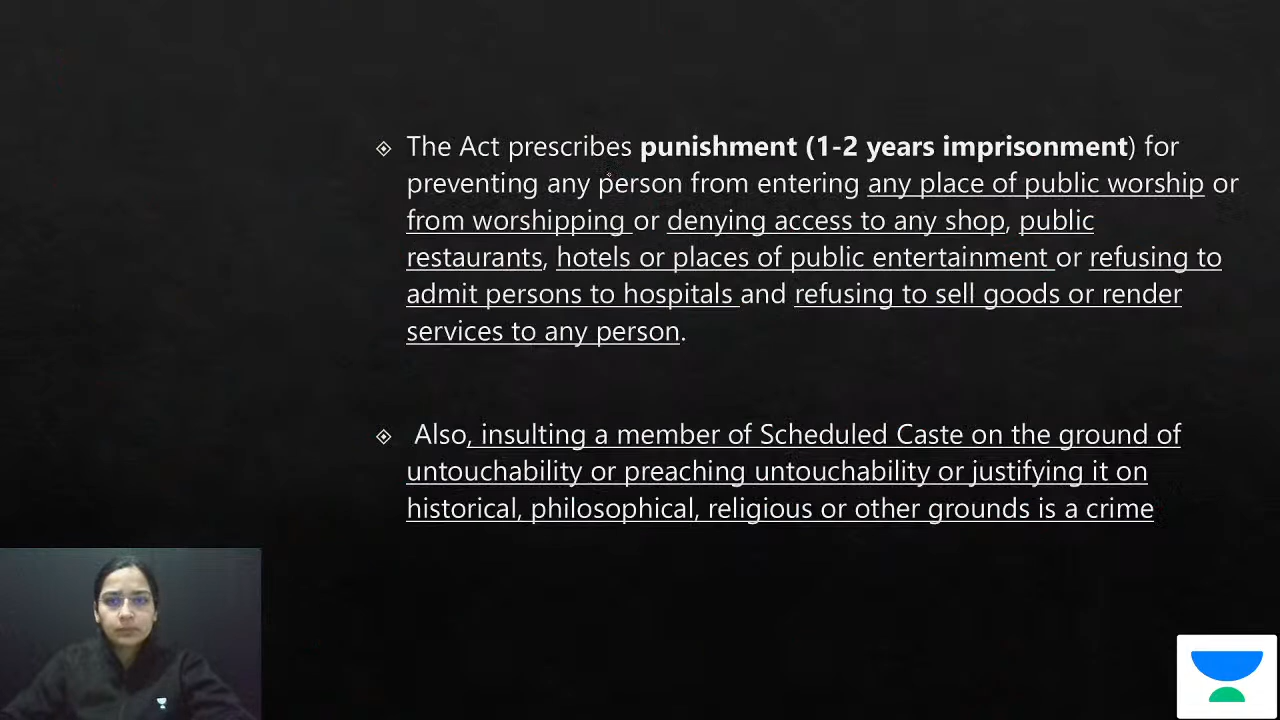 The Act prescribes punishment (1-2 years imprisonment) for
preventing any person from entering any place of public worship or
from worshipping or denying access to any shop, public
restaurants, hotels or places of public entertainment or refusing to
admit persons to hospitals and refusing to sell goods or render
services to any person.
Also, insulting a member of Scheduled Caste on the ground of
untouchability or preaching untouchability or justifying it on
historical, philosophical, religious or other grounds is a crime